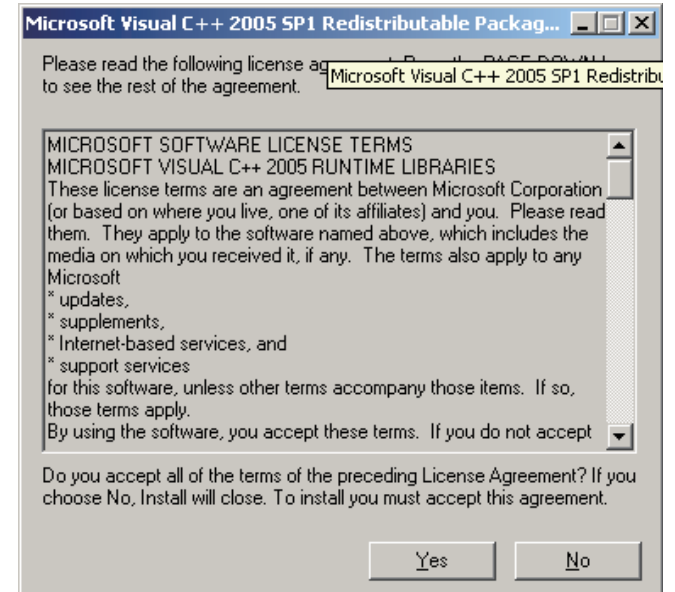 Microsoft Visual C++ 2005 SP1 Redistributable Packag...
Please read the following license
Microsoft Visual C++ 2005 SP1
to see the rest of the agreement.
MICROSOFT SOFTWARE LICENSE TERMS
MICROSOFT VISUAL C++ 2005 RUNTIME LIBRARIES
These license terms are an agreement between Microsoft Corporation
(or based on where you live, one of its affiliates) and you.  Please read
them.  They apply to the software named above, which includes the
media on which you received it, if any.  The terms also apply to any
Microsoft
* updates,
* supplements,
* Internet-based services, and
* support services
for this software, unless other terms accompany those items.  If so,
those terms apply.
By using the software, you accept these terms.  If you do not accept
Do you accept all of the terms of the preceding License Agreement? If you
choose No, Install will close. To install you must accept this agreement.
Yes
No